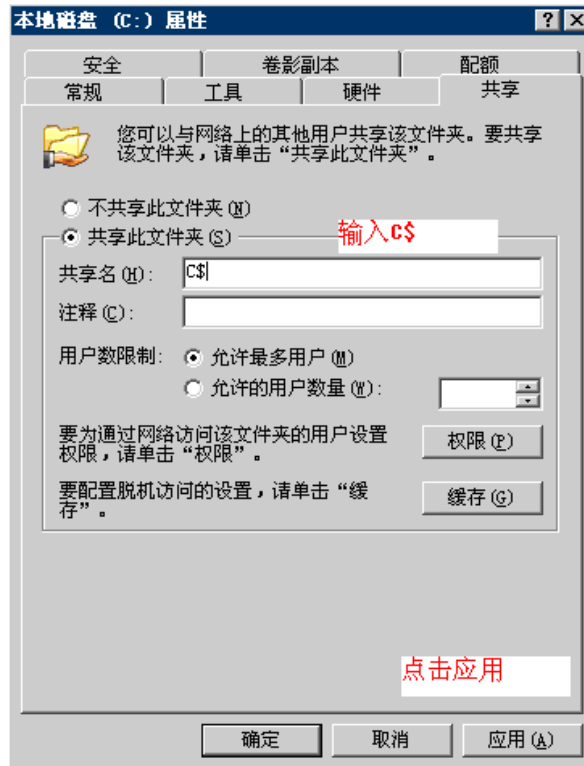 本地磁盘 (C:) 属性
安全
卷影副本
配额
常规
工具
硬件
共享
您可以与网络上的其他用户共享该文件夹。要共享
该文件夹，请单击“共享此文件夹”。
不共享此文件夹(N)
共享此文件夹(S)
输入C$
共享名(H):
C$
注释(C):
用户数限制:
允许最多用户(M)
允许的用户数量(W):
要为通过网络访问该文件夹的用户设置
权限，请单击“权限”。
权限(P)
要配置脱机访问的设置，请单击“缓
存”。
缓存(G)
点击应用
确定
取消
应用(A)